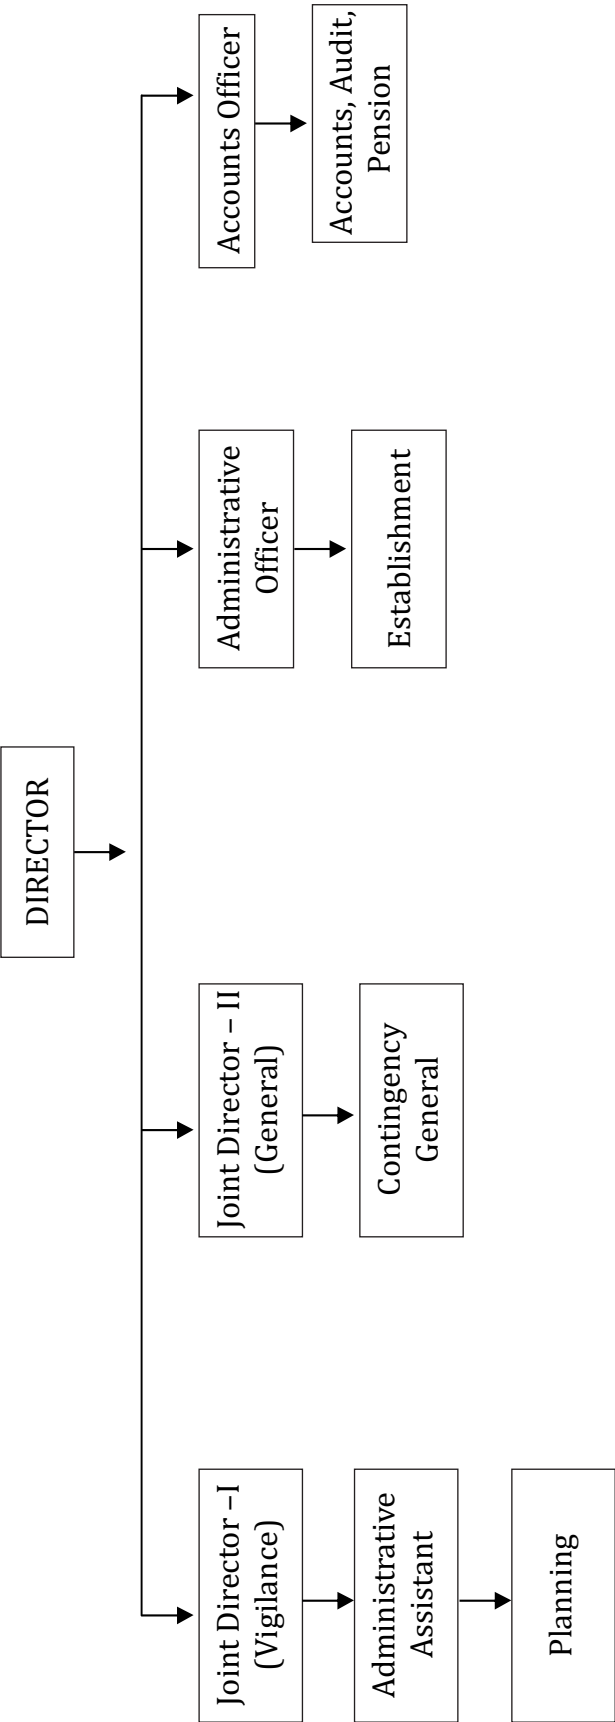 DIRECTOR
Joint Director –I
(Vigilance)
Joint Director – II
(General)
Administrative
Officer
Accounts Officer
Administrative
Assistant
Contingency
General
Establishment
Accounts, Audit,
Pension
Planning